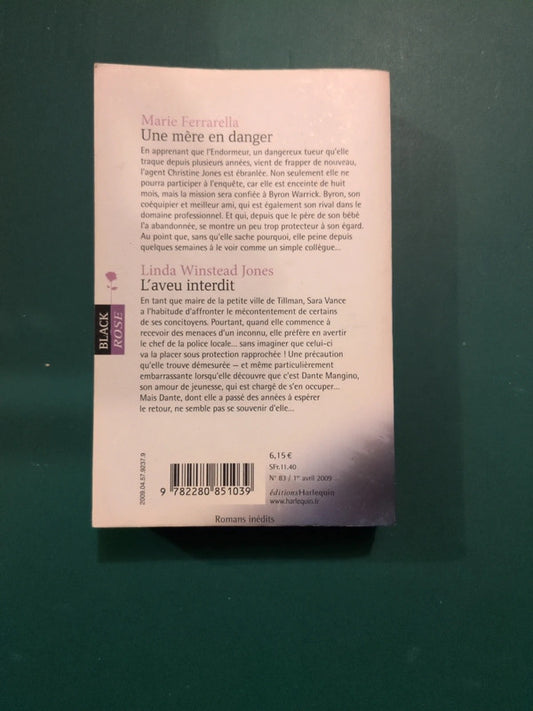 Marie Ferrarella
Une mère en danger
En apprenant que l'Endormeur, un dangereux tueur qu'elle
traque depuis plusieurs années, vient de frapper de nouveau,
l'agent Christine Jones est ébranlée. Non seulement elle ne
pourra participer à l'enquête, car elle est enceinte de huit
mois, mais la mission sera confiée à Byron Warrick. Byron, son
coéquipier et meilleur ami, qui est également son rival dans le
domaine professionnel. Et qui, depuis que le père de son bébé
l'a abandonnée, se montre un peu trop protecteur à son égard.
Au point que, sans qu'elle sache pourquoi, elle peine depuis
quelques semaines à le voir comme un simple collègue...
Linda Winstead Jones
L'aveu interdit
En tant que maire de la petite ville de Tillman, Sara Vance
a l'habitude d'affronter le mécontentement de certains
de ses concitoyens. Pourtant, quand elle commence à
recevoir des menaces d'un inconnu, elle préfère en avertir
le chef de la police locale... sans imaginer que celui-ci
va la placer sous protection rapprochée ! Une précaution
qu'elle trouve démesurée — et même particulièrement
embarrassante lorsqu'elle découvre que c'est Dante Mangino,
son amour de jeunesse, qui est chargé de s'en occuper...
Mais Dante, dont elle a passé des années à espérer
le retour, ne semble pas se souvenir d'elle...
BLACK
ROSE
2009.04.57.9237.9
9 782280 851039
6,15 €
SFr.11.40
N° 83 / 1er avril 2009
éditionsHarlequin
www.harlequin.fr
Romans inédits